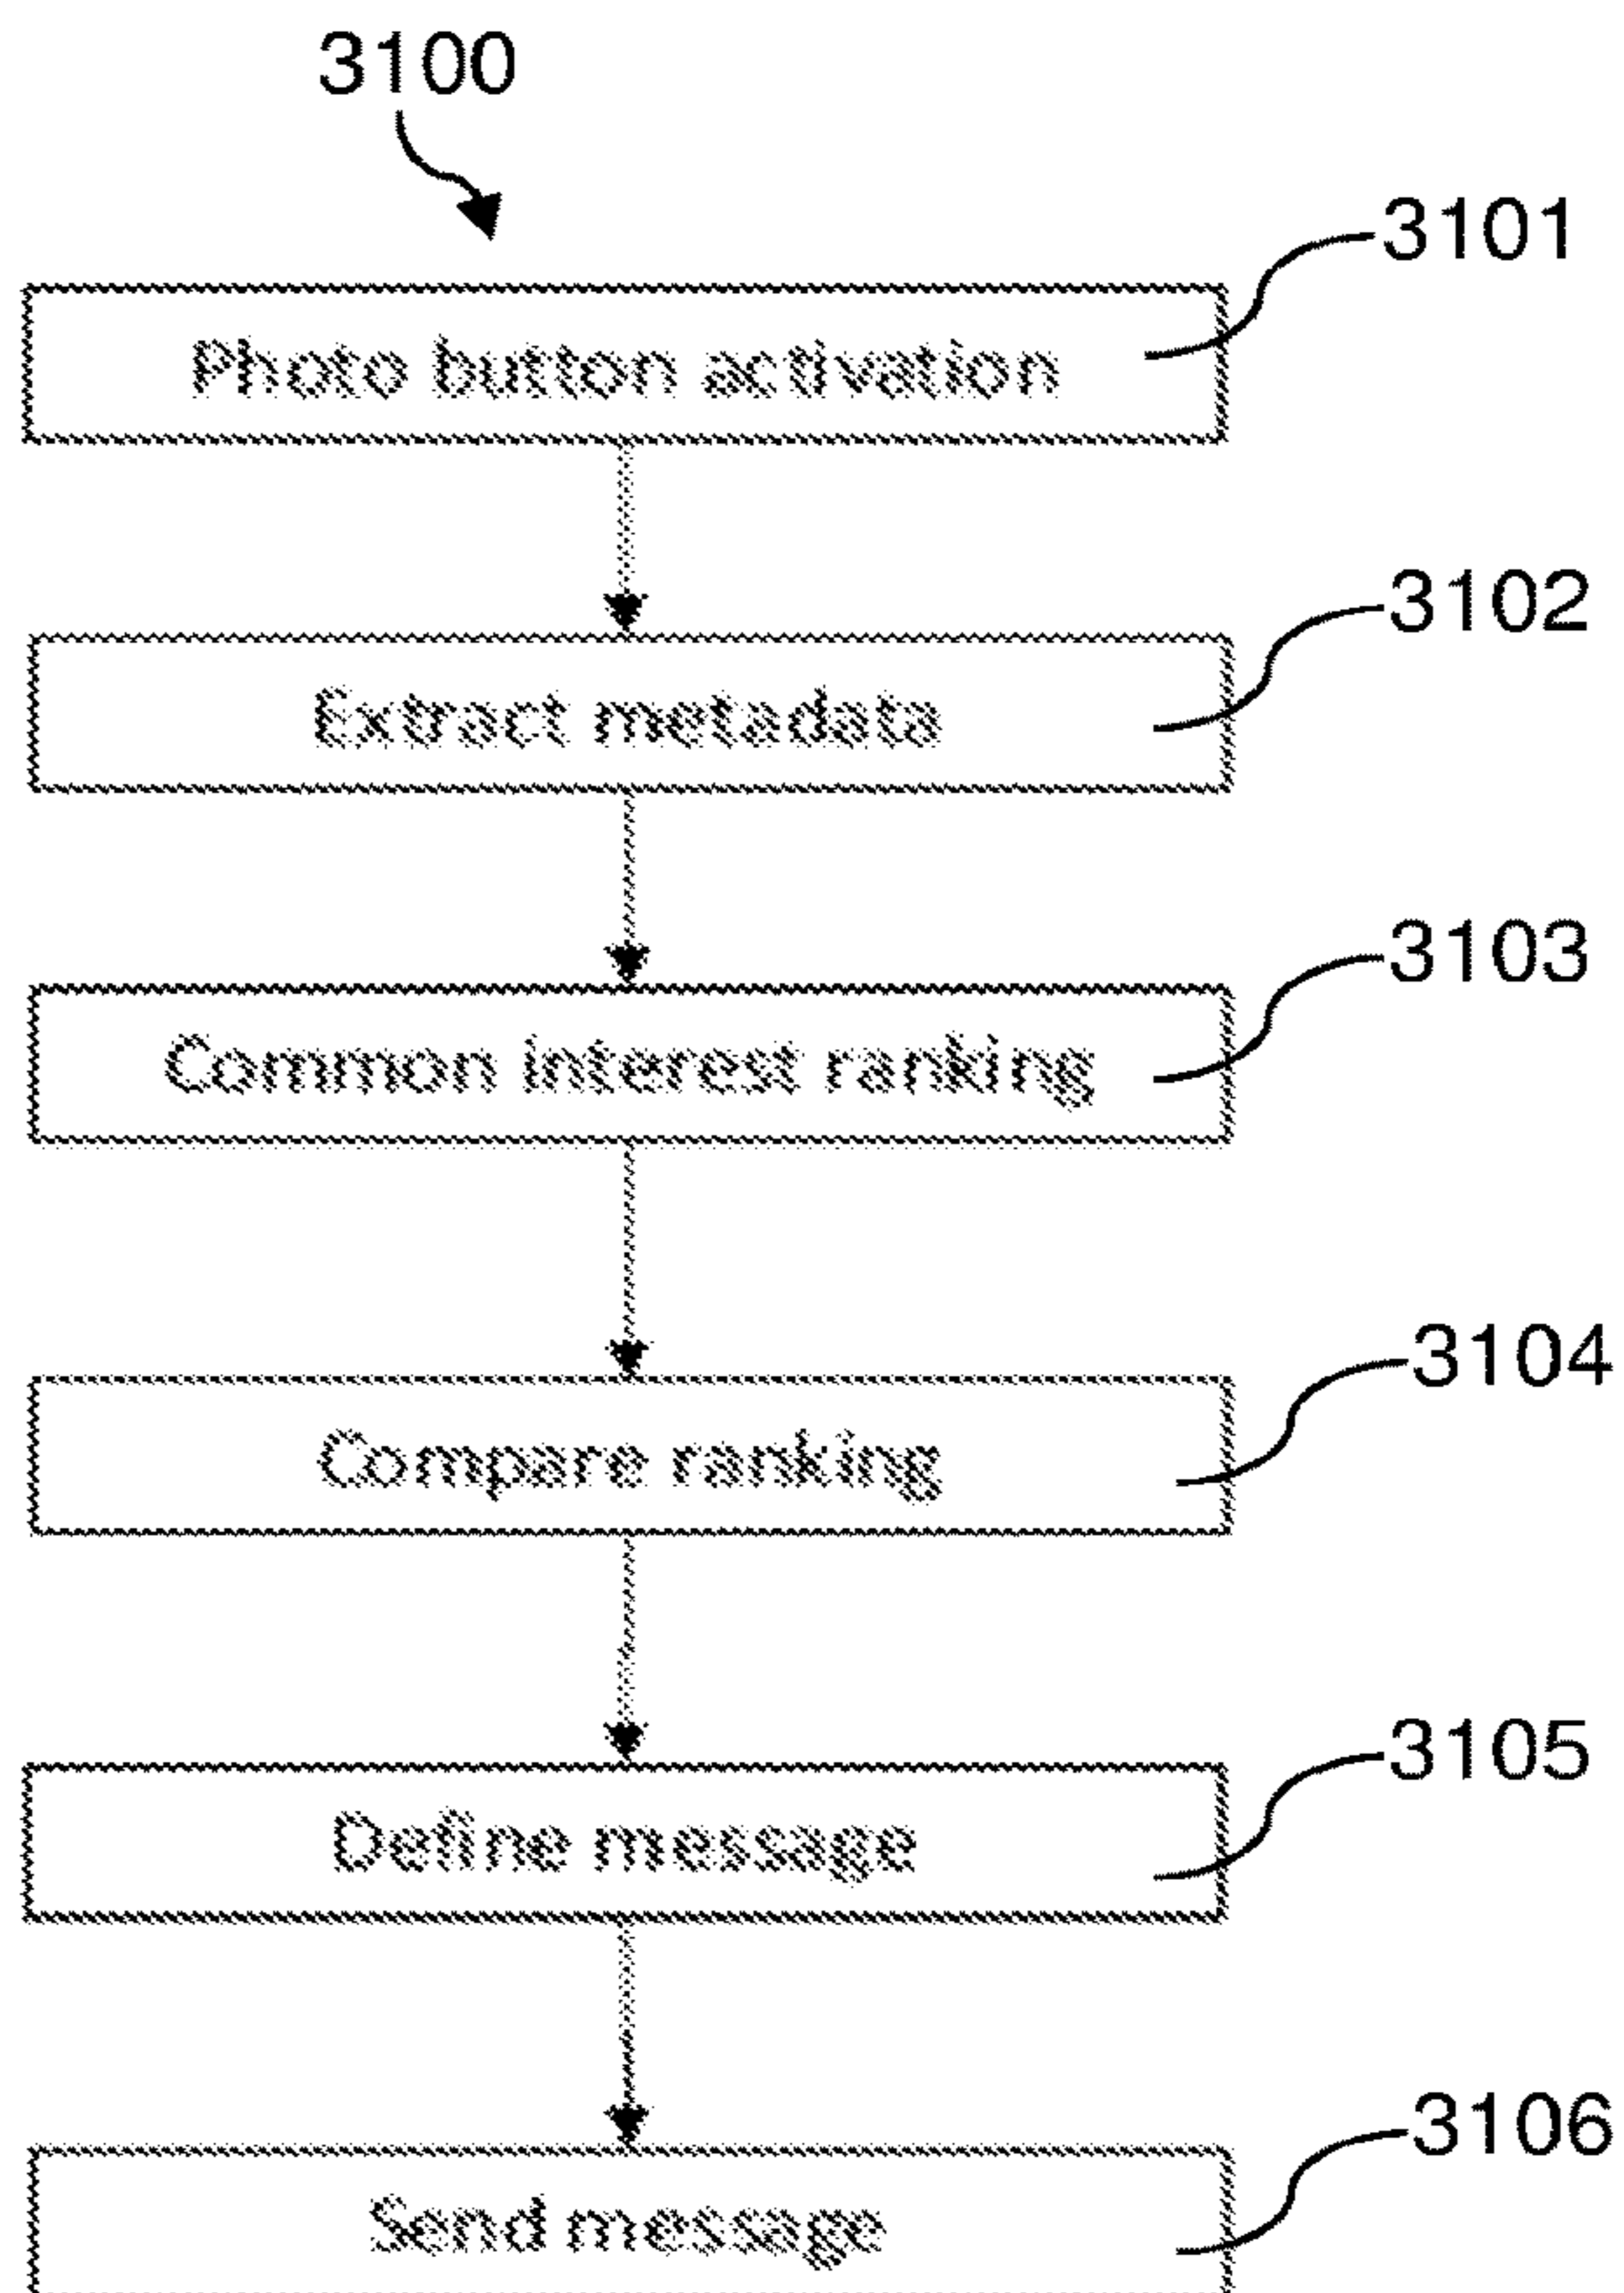 3100
3101
Photo button activation
3102
Extract metadata
3103
Common interest ranking
3104
Compare ranking
3105
Define message
3106
Send message